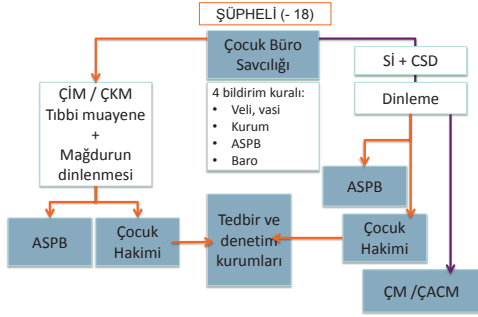 ŞÜPHELİ (- 18)
Çocuk Büro
Savcılığı
4 bildirim kuralı:
• Veli, vasi
• Kurum
• ASPB
• Baro
Sİ + CSD
Dinleme
ÇİM / ÇKM
Tıbbi muayene
+
Mağdurun
dinlenmesi
ASPB
ASPB
Çocuk
Hakimi
Tedbir ve
denetim
kurumları
Çocuk
Hakimi
ÇM /ÇACM